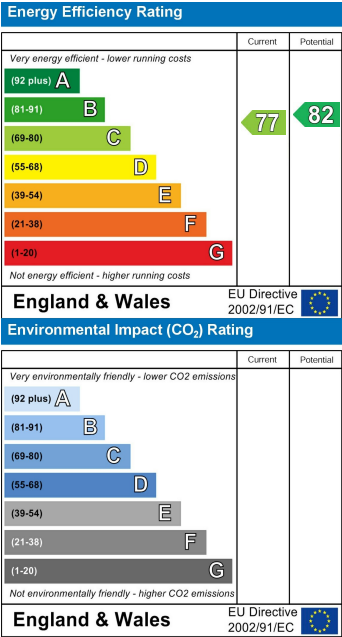 Energy Efficiency Rating
Current Potential
Very energy efficient - lower running costs
(92 plus) A
(81-91) B
(69-80) C
(55-68) D
(39-54) E
(21-38) F
(1-20) G
77
82
Not energy efficient - higher running costs
England & Wales
EU Directive
2002/91/EC
Environmental Impact (CO₂) Rating
Current Potential
Very environmentally friendly - lower CO2 emissions
(92 plus) A
(81-91) B
(69-80) C
(55-68) D
(39-54) E
(21-38) F
(1-20) G
Not environmentally friendly - higher CO2 emissions
England & Wales
EU Directive
2002/91/EC